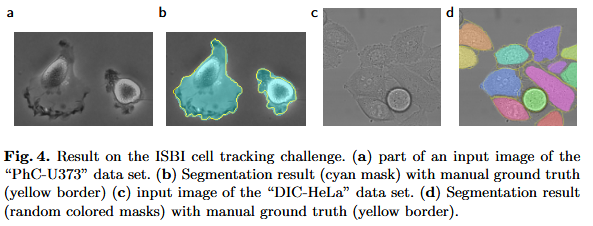 a b c d
Fig. 4. Result on the ISBI cell tracking challenge. (a) part of an input image of the
“PhC-U373” data set. (b) Segmentation result (cyan mask) with manual ground truth
(yellow border) (c) input image of the “DIC-HeLa” data set. (d) Segmentation result
(random colored masks) with manual ground truth (yellow border).